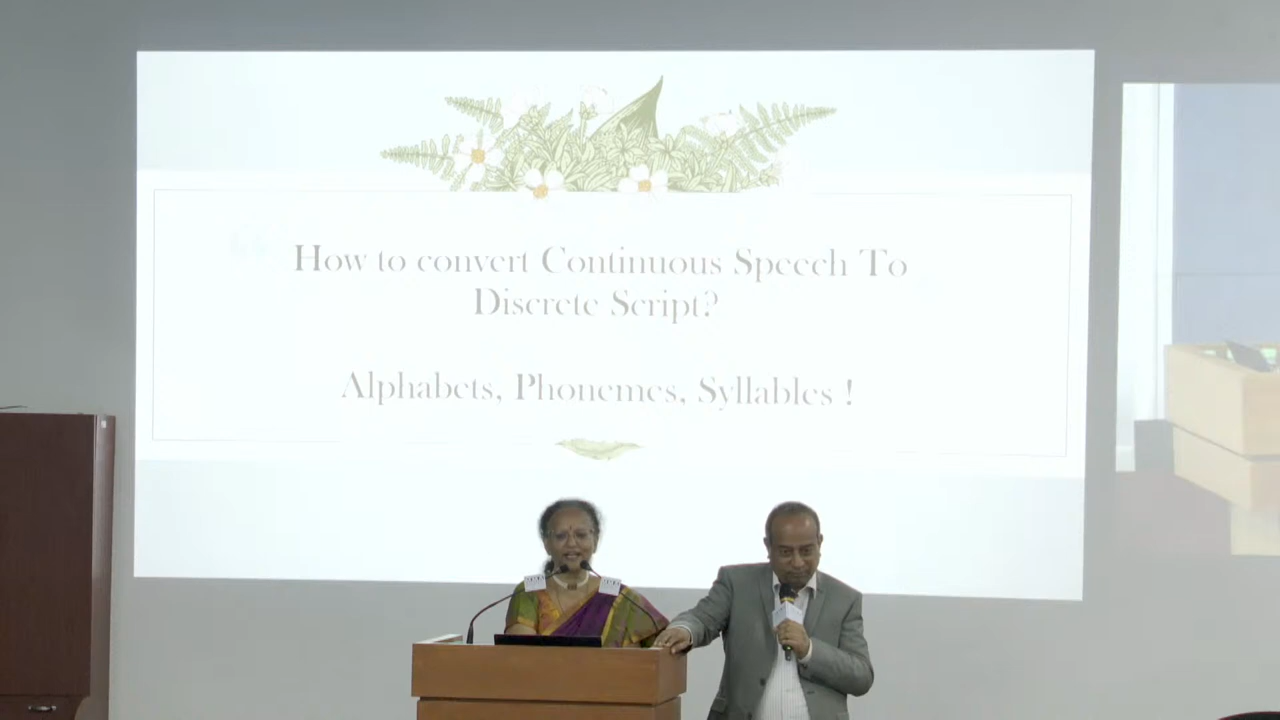 How to convert Continuous Speech To
Discrete Script?
Alphabets, Phonemes, Syllables !